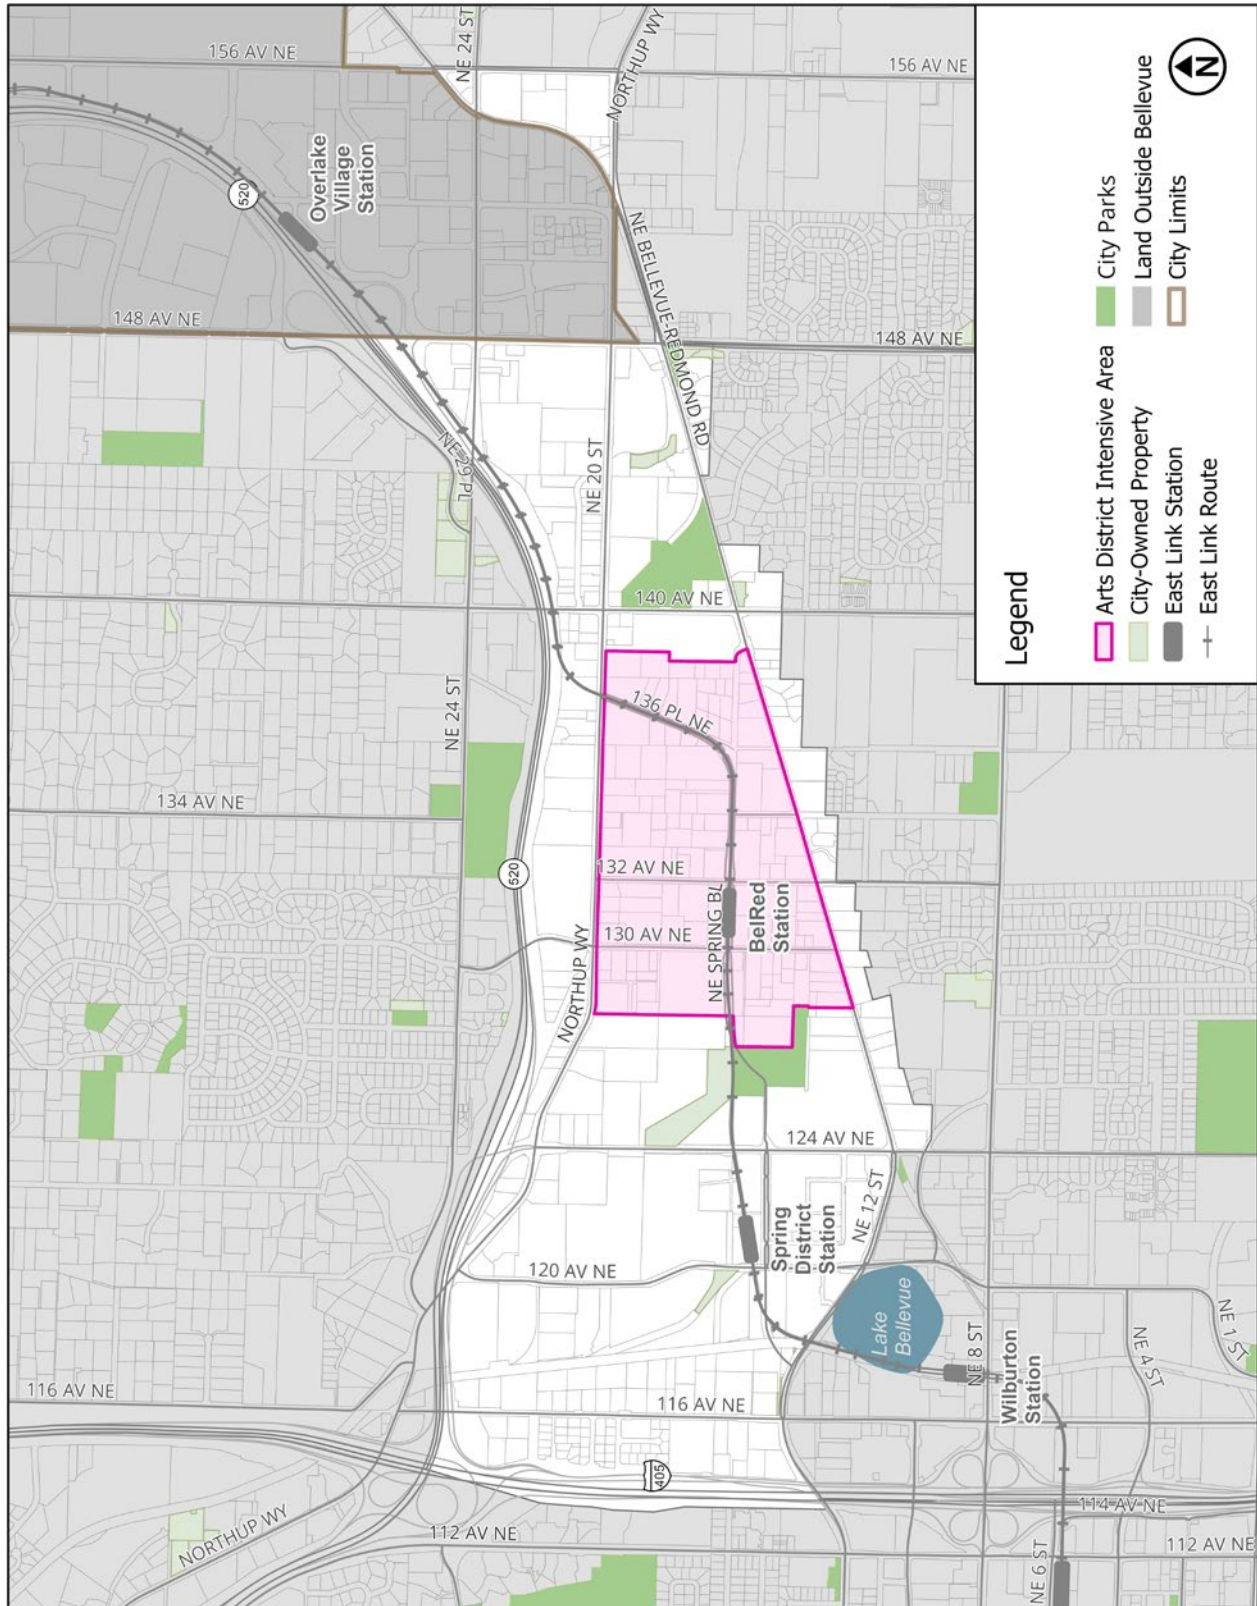 156 AV NE
NE 24 ST
NORTHUP WY
156 AV NE
520
Overlake
Village
Station
148 AV NE
NE BELLEVUE-REDMOND RD
148 AV NE
NE 29 PL
NE 20 ST
140 AV NE
NE 24 ST
136 PL NE
134 AV NE
520
132 AV NE
NE SPRING BL
BelRed
Station
130 AV NE
NORTHUP WY
124 AV NE
NE 12 ST
Spring
District
Station
120 AV NE
Lake
Bellevue
NE 8 ST
Wilburton
Station
NE 4 ST
NE 1 ST
116 AV NE
116 AV NE
405
114 AV NE
NORTHUP WY
112 AV NE
NE 6 ST
112 AV NE
Legend
Arts District Intensive Area
City-Owned Property
East Link Station
East Link Route
City Parks
Land Outside Bellevue
City Limits
N